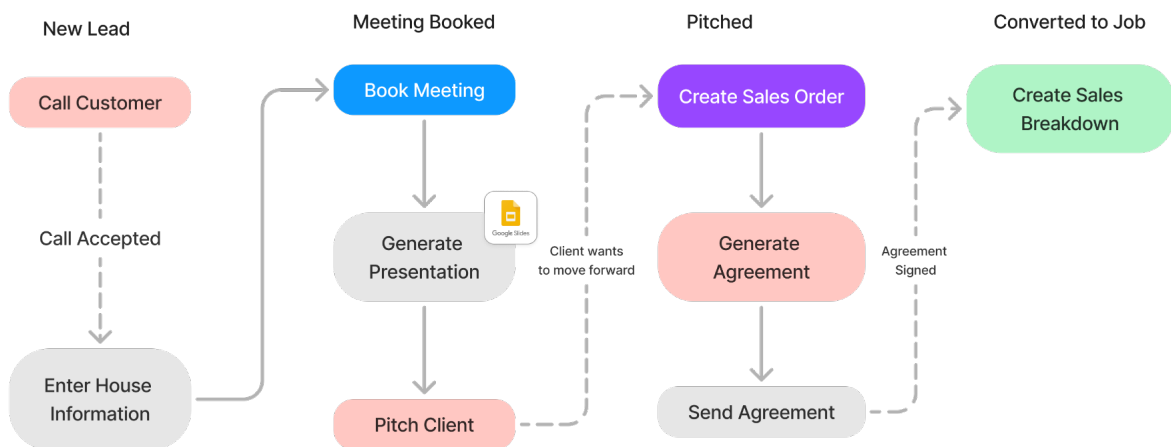 New Lead
Meeting Booked
Pitched
Converted to Job
Call Customer
Call Accepted
Enter House
Information
Book Meeting
Generate
Presentation
Google Slides
Pitch Client
Client wants
to move forward
Create Sales Order
Generate
Agreement
Send Agreement
Agreement
Signed
Create Sales
Breakdown